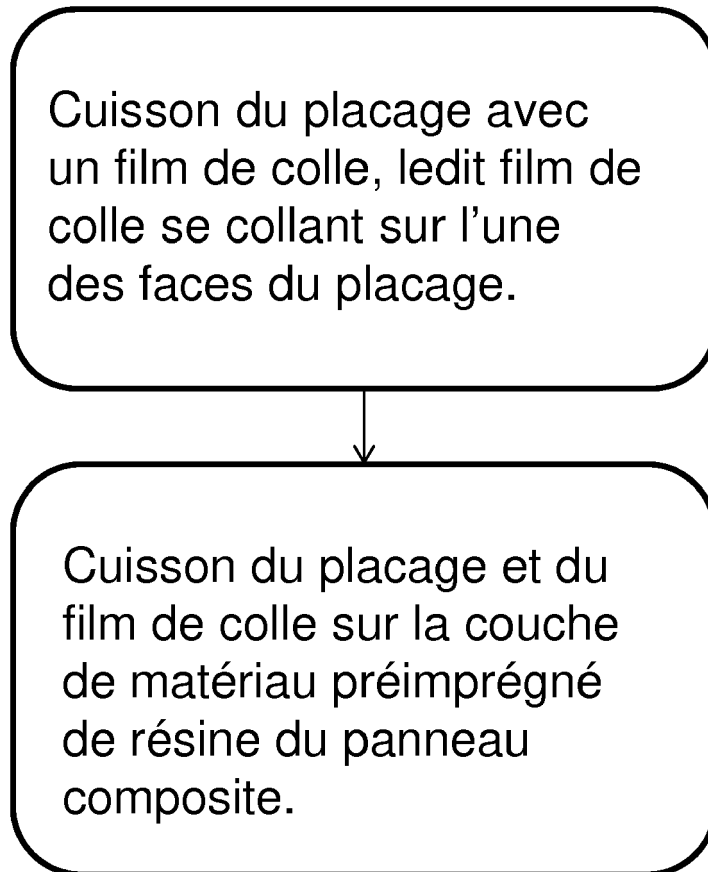 Cuisson du placage avec
un film de colle, ledit film de
colle se collant sur l'une
des faces du placage.
Cuisson du placage et du
film de colle sur la couche
de matériau préimprégné
de résine du panneau
composite.